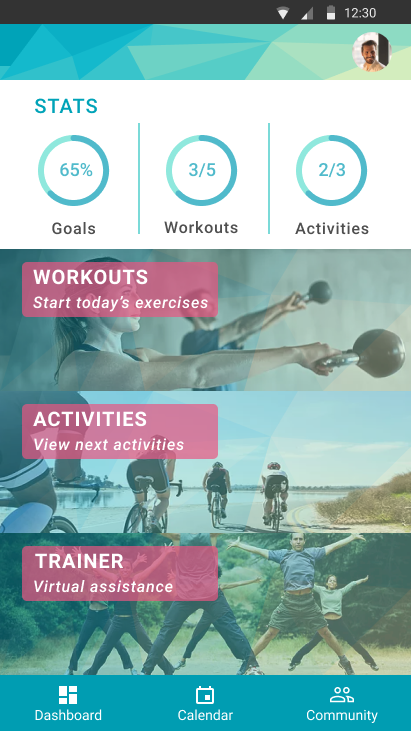 12:30
STATS
65% 3/5 2/3
Goals Workouts Activities
WORKOUTS
Start today's exercises
ACTIVITIES
View next activities
TRAINER
Virtual assistance
Dashboard Calendar Community